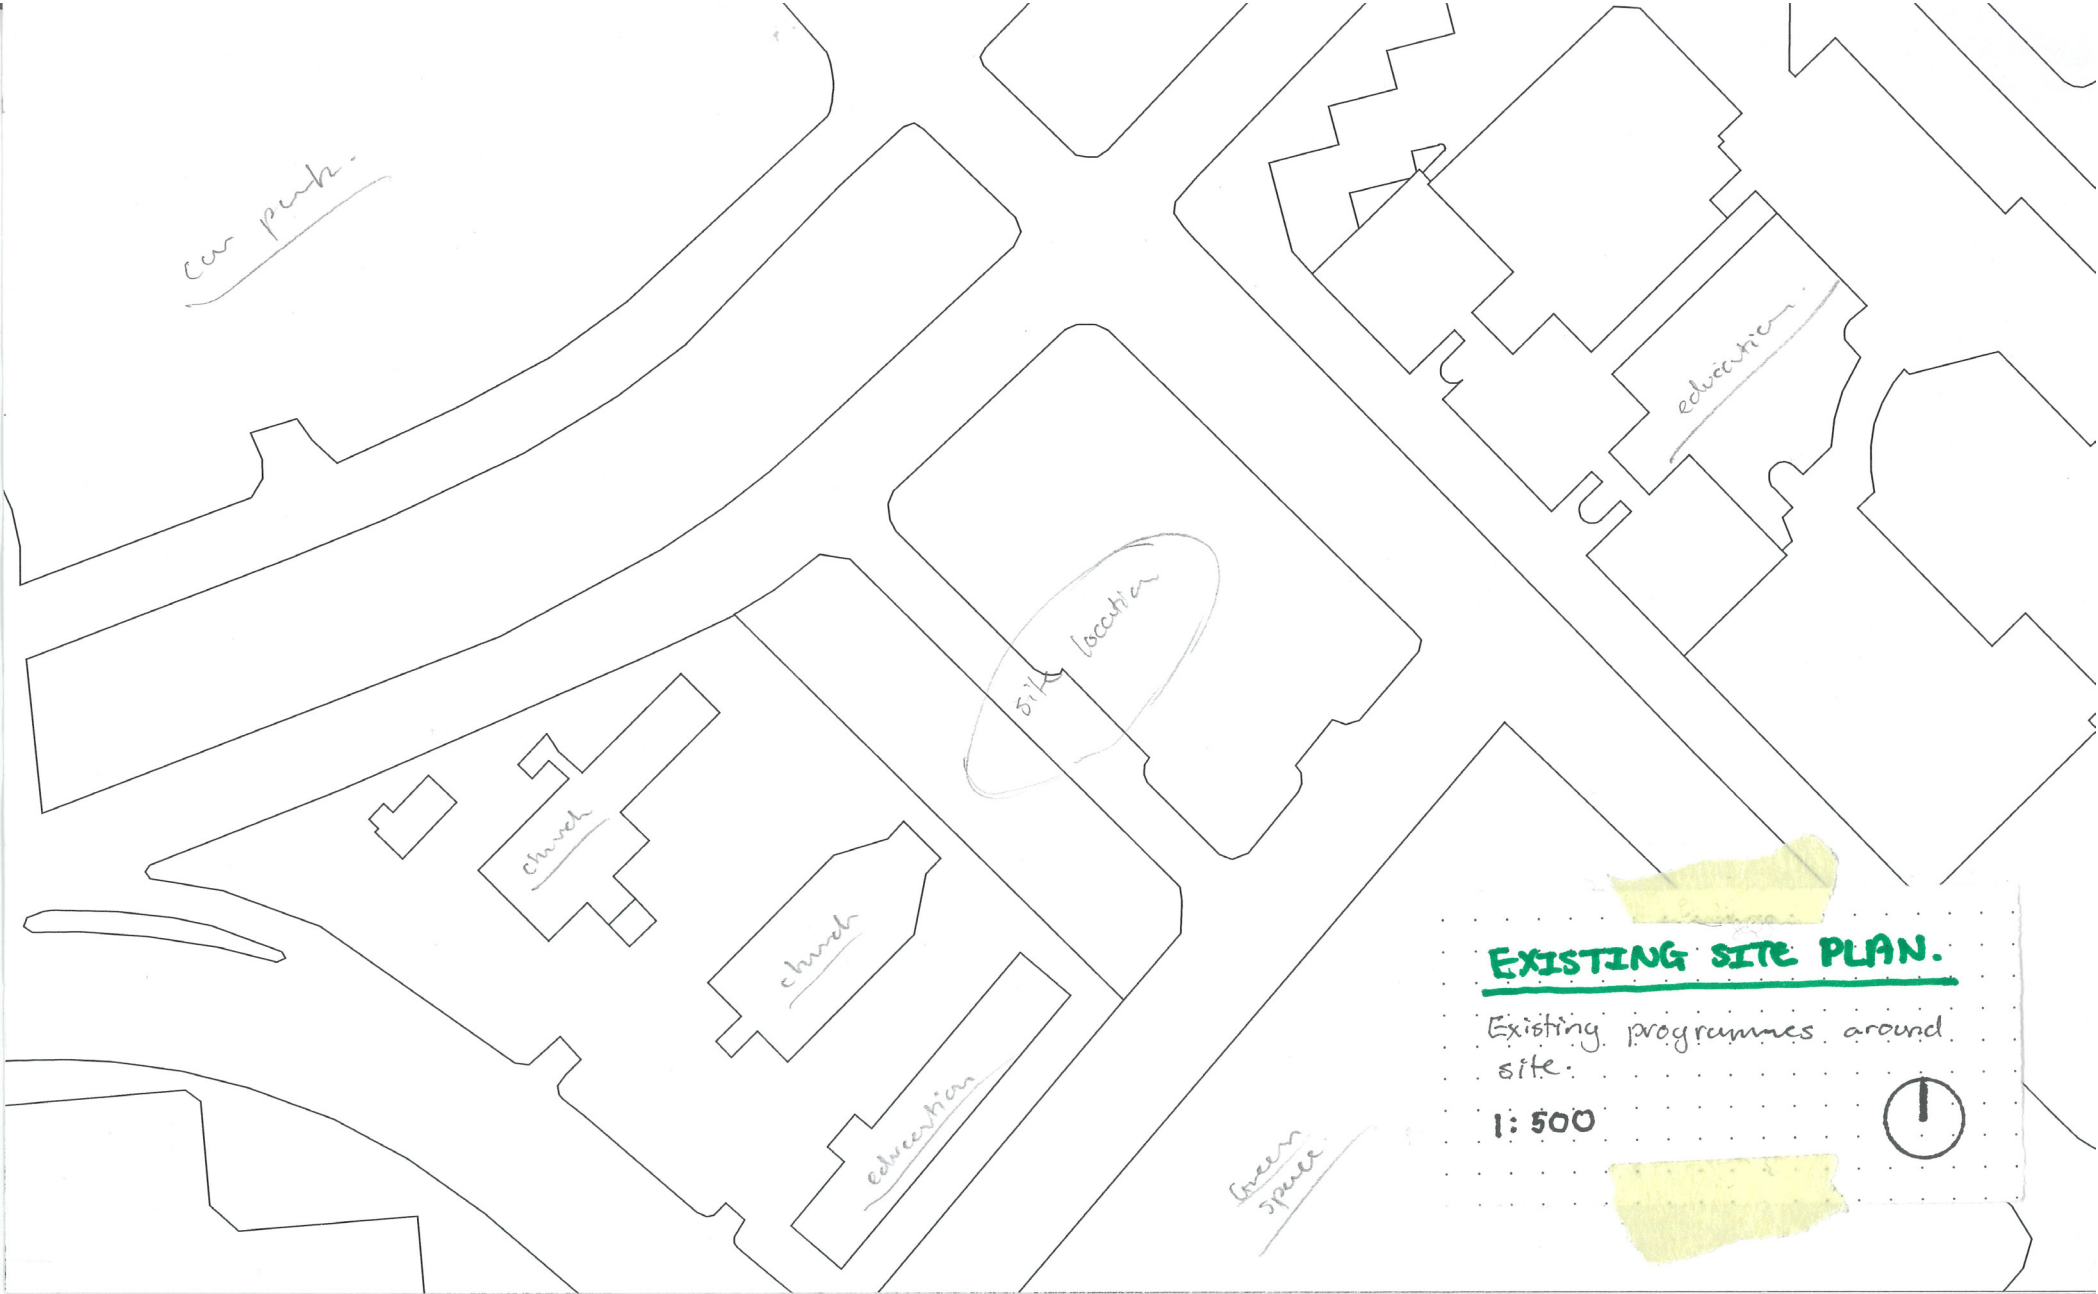 car park.
education.
site location
church
church
education
Green
space
EXISTING SITE PLAN.
Existing programmes around
site.
1:500